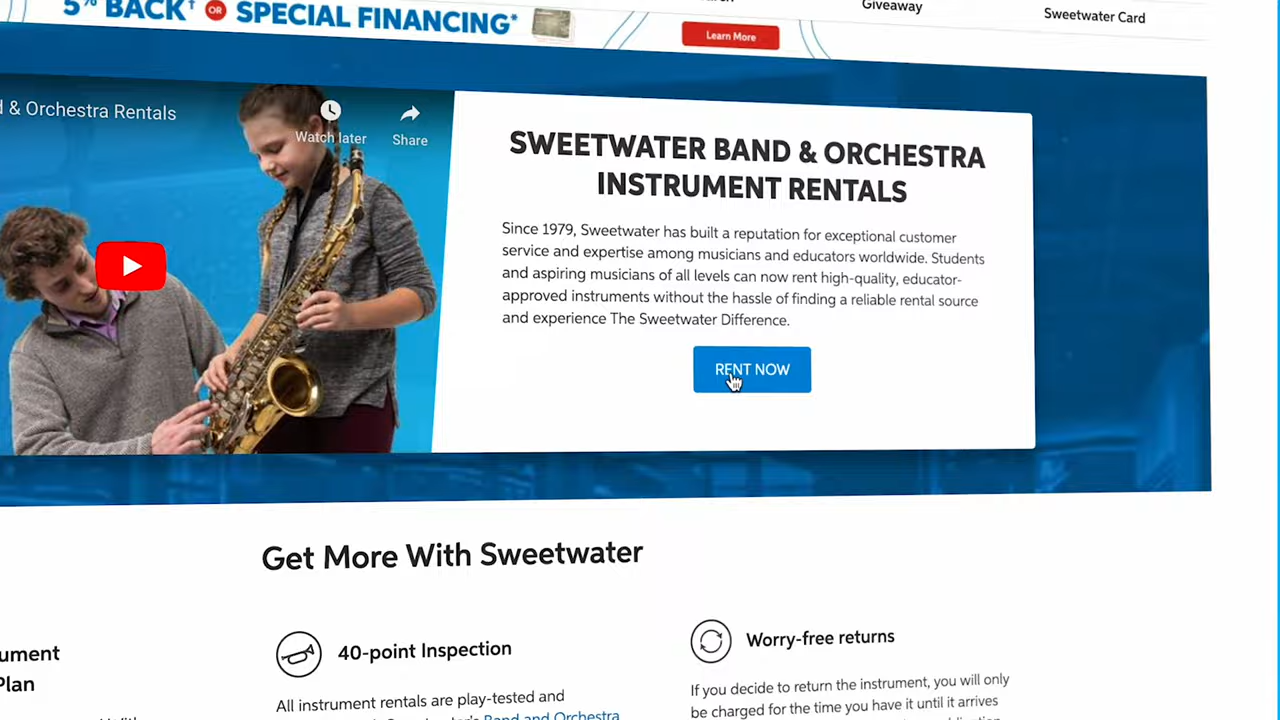 5% BACK† OR SPECIAL FINANCING*
Learn More
Giveaway
Sweetwater Card
& Orchestra Rentals
Watch later
Share
SWEETWATER BAND & ORCHESTRA
INSTRUMENT RENTALS
Since 1979, Sweetwater has built a reputation for exceptional customer
service and expertise among musicians and educators worldwide. Students
and aspiring musicians of all levels can now rent high-quality, educator-
approved instruments without the hassle of finding a reliable rental source
and experience The Sweetwater Difference.
RENT NOW
Get More With Sweetwater
Plan
40-point Inspection
All instrument rentals are play-tested and
Band and Orchestra
Worry-free returns
If you decide to return the instrument, you will only
be charged for the time you have it until it arrives